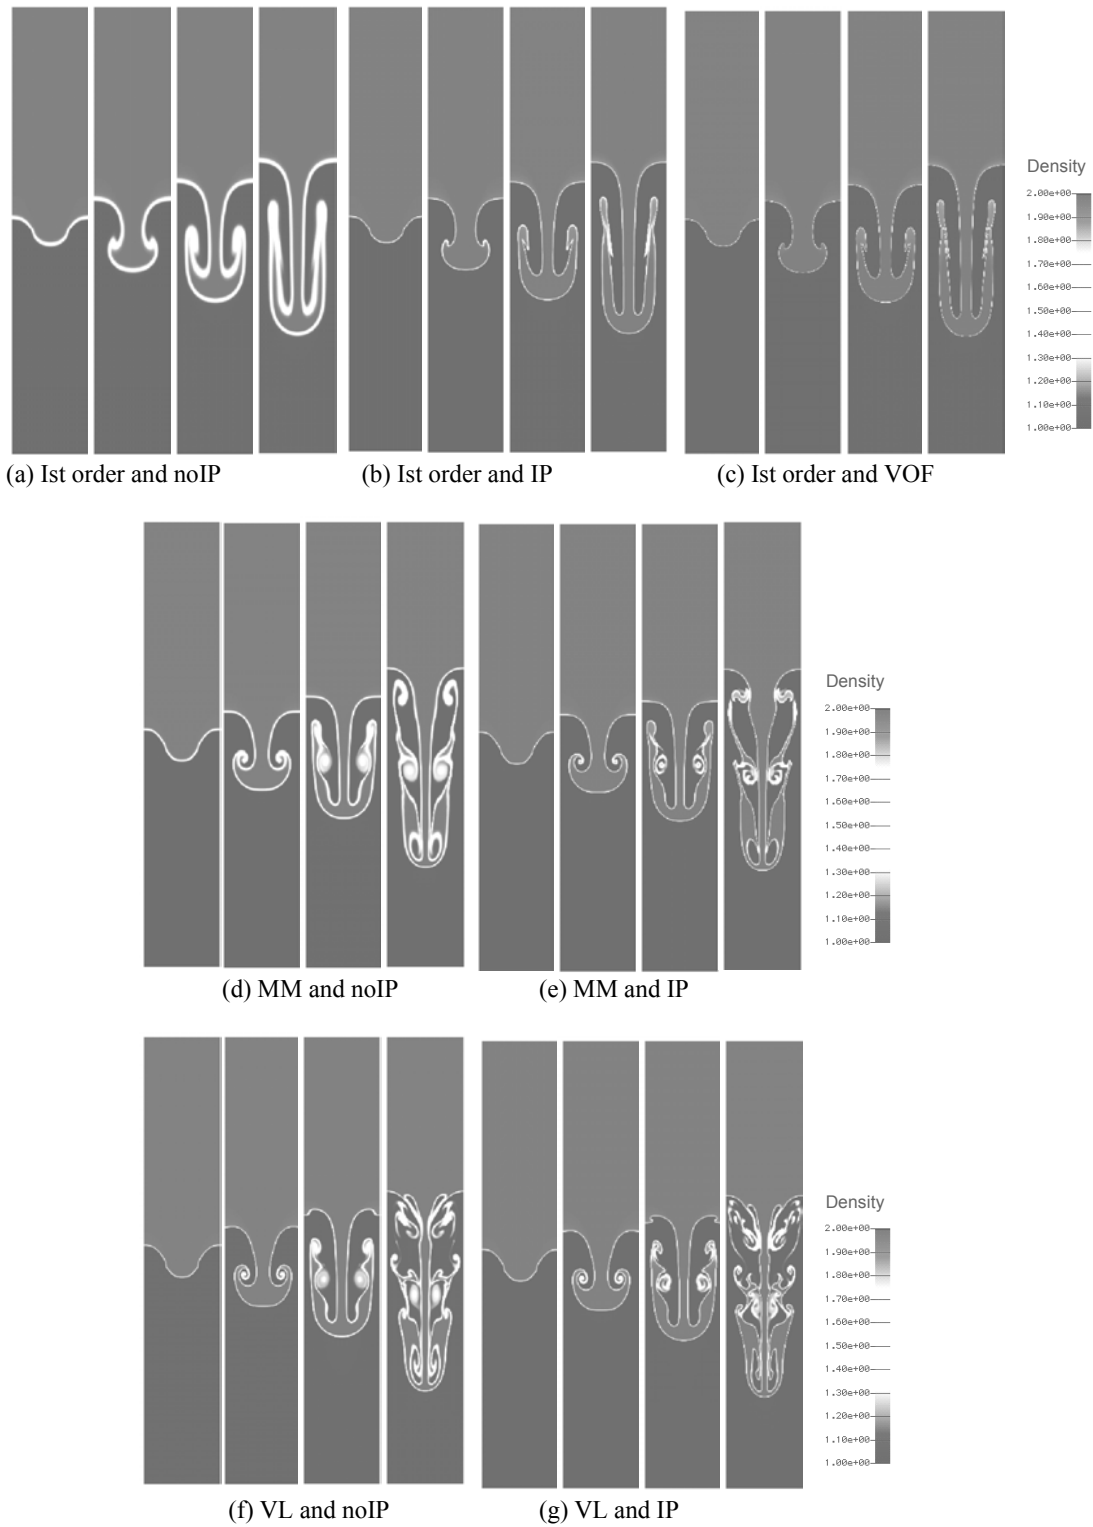 Density
2.00e+00
1.90e+00
1.80e+00
1.70e+00
1.60e+00
1.50e+00
1.40e+00
1.30e+00
1.20e+00
1.10e+00
1.00e+00
(a) Ist order and noIP
(b) Ist order and IP
(c) Ist order and VOF
Density
2.00e+00
1.90e+00
1.80e+00
1.70e+00
1.60e+00
1.50e+00
1.40e+00
1.30e+00
1.20e+00
1.10e+00
1.00e+00
(d) MM and noIP
(e) MM and IP
Density
2.00e+00
1.90e+00
1.80e+00
1.70e+00
1.60e+00
1.50e+00
1.40e+00
1.30e+00
1.20e+00
1.10e+00
1.00e+00
(f) VL and noIP
(g) VL and IP